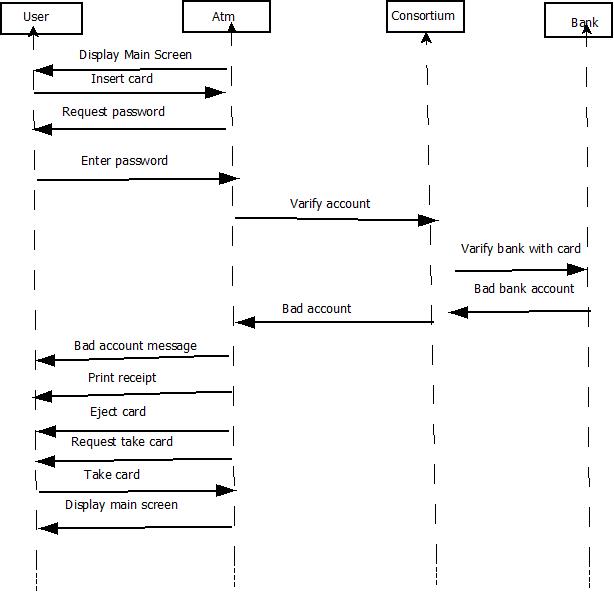 User
Atm
Consortium
Bank
Display Main Screen
Insert card
Request password
Enter password
Varify account
Varify bank with card
Bad bank account
Bad account
Bad account message
Print receipt
Eject card
Request take card
Take card
Display main screen